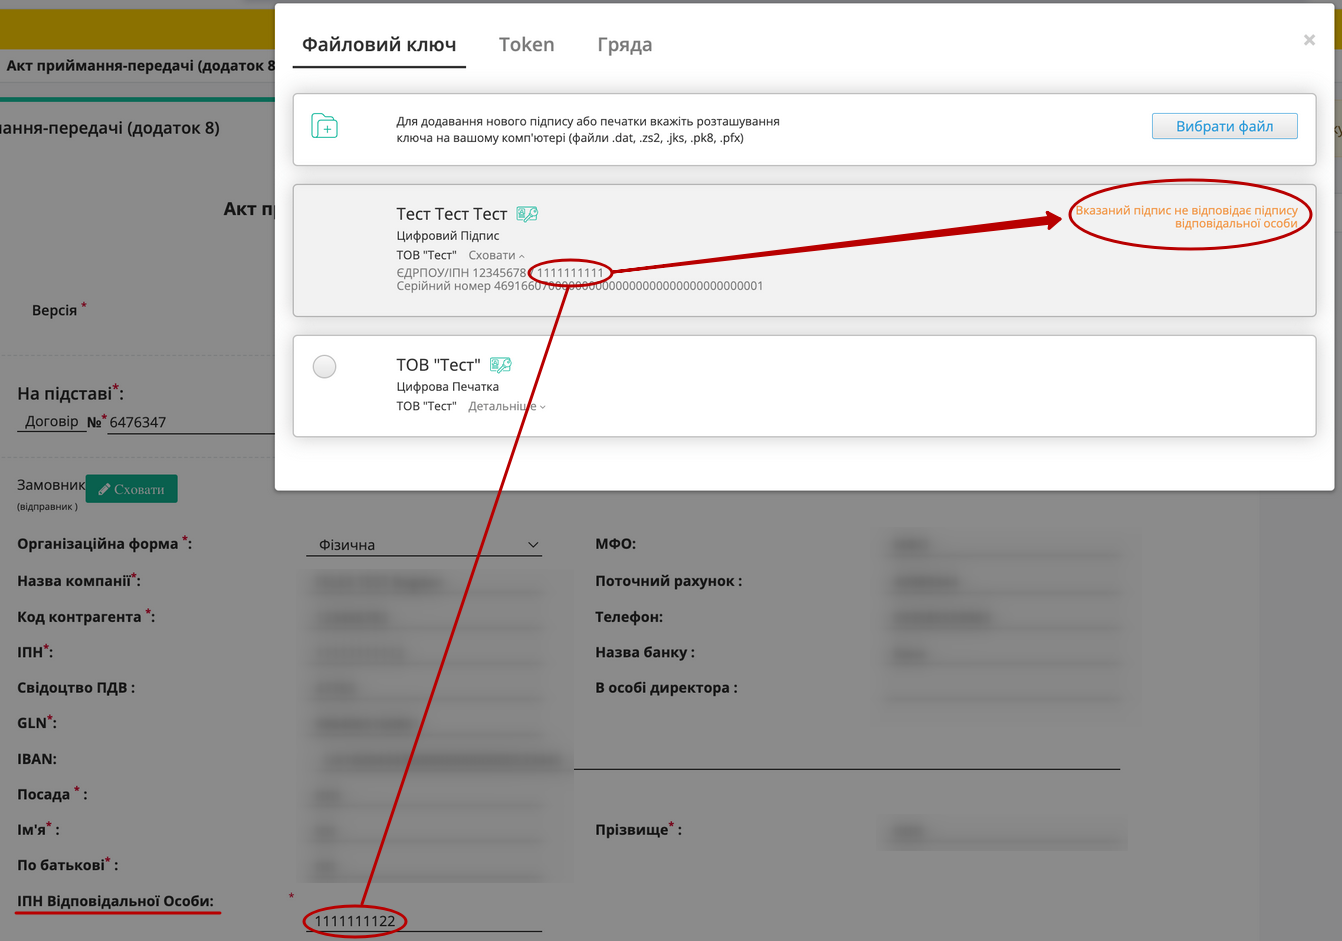 Файловий ключ Token Гряда ×
Акт приймання-передачі (додаток 8
ання-передачі (додаток 8)
Для додавання нового підпису або печатки вкажіть розташування
ключа на вашому комп'ютері (файли .dat, .zs2, .jks, .pk8, .pfx)
Вибрати файл
Акт п
Тест Тест Тест
Цифровий Підпис
ТОВ "Тест" Сховати
ЄДРПОУ/ІПН 12345678 1111111111
Вказаний підпис не відповідає підпису
відповідальної особи
Версія *
ТОВ "Тест"
Цифрова Печатка
ТОВ "Тест" Детальніше
На підставі*:
Договір №* 6476347
Замовник Сховати
(відправник )
Організаційна форма *: Фізична МФО:
Назва компанії*: Поточний рахунок :
Код контрагента *: Телефон:
ІПН*: Назва банку :
Свідоцтво ПДВ : В особі директора :
GLN*:
IBAN:
Посада * :
Ім'я* : Прізвище* :
По батькові* :
ІПН Відповідальної Особи: *
1111111122